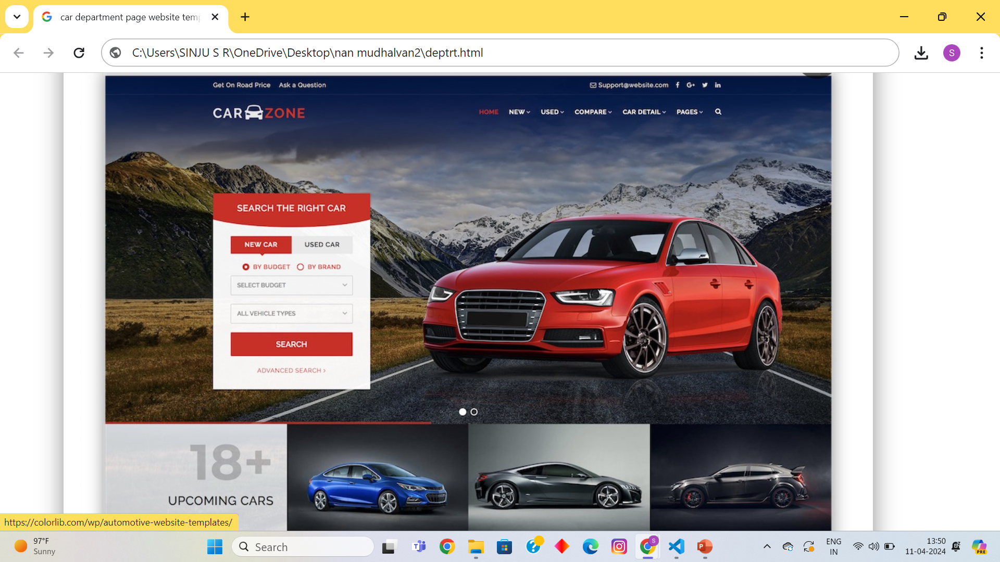 car department page website temp
C:\Users\SINJU S R\OneDrive\Desktop\nan mudhalvan2\deptrt.html
S
Get On Road Price Ask a Question Support@website.com f G+ in
CAR ZONE HOME NEW USED COMPARE CAR DETAIL PAGES
SEARCH THE RIGHT CAR
NEW CAR USED CAR
BY BUDGET BY BRAND
SELECT BUDGET
ALL VEHICLE TYPES
SEARCH
ADVANCED SEARCH >
18+
UPCOMING CARS
https://colorlib.com/wp/automotive-website-templates/
97°F
Sunny
Search
ENG
IN
13:50
11-04-2024
PRE